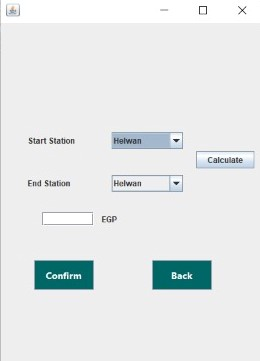 Start Station
Helwan
Calculate
End Station
Helwan
EGP
Confirm
Back